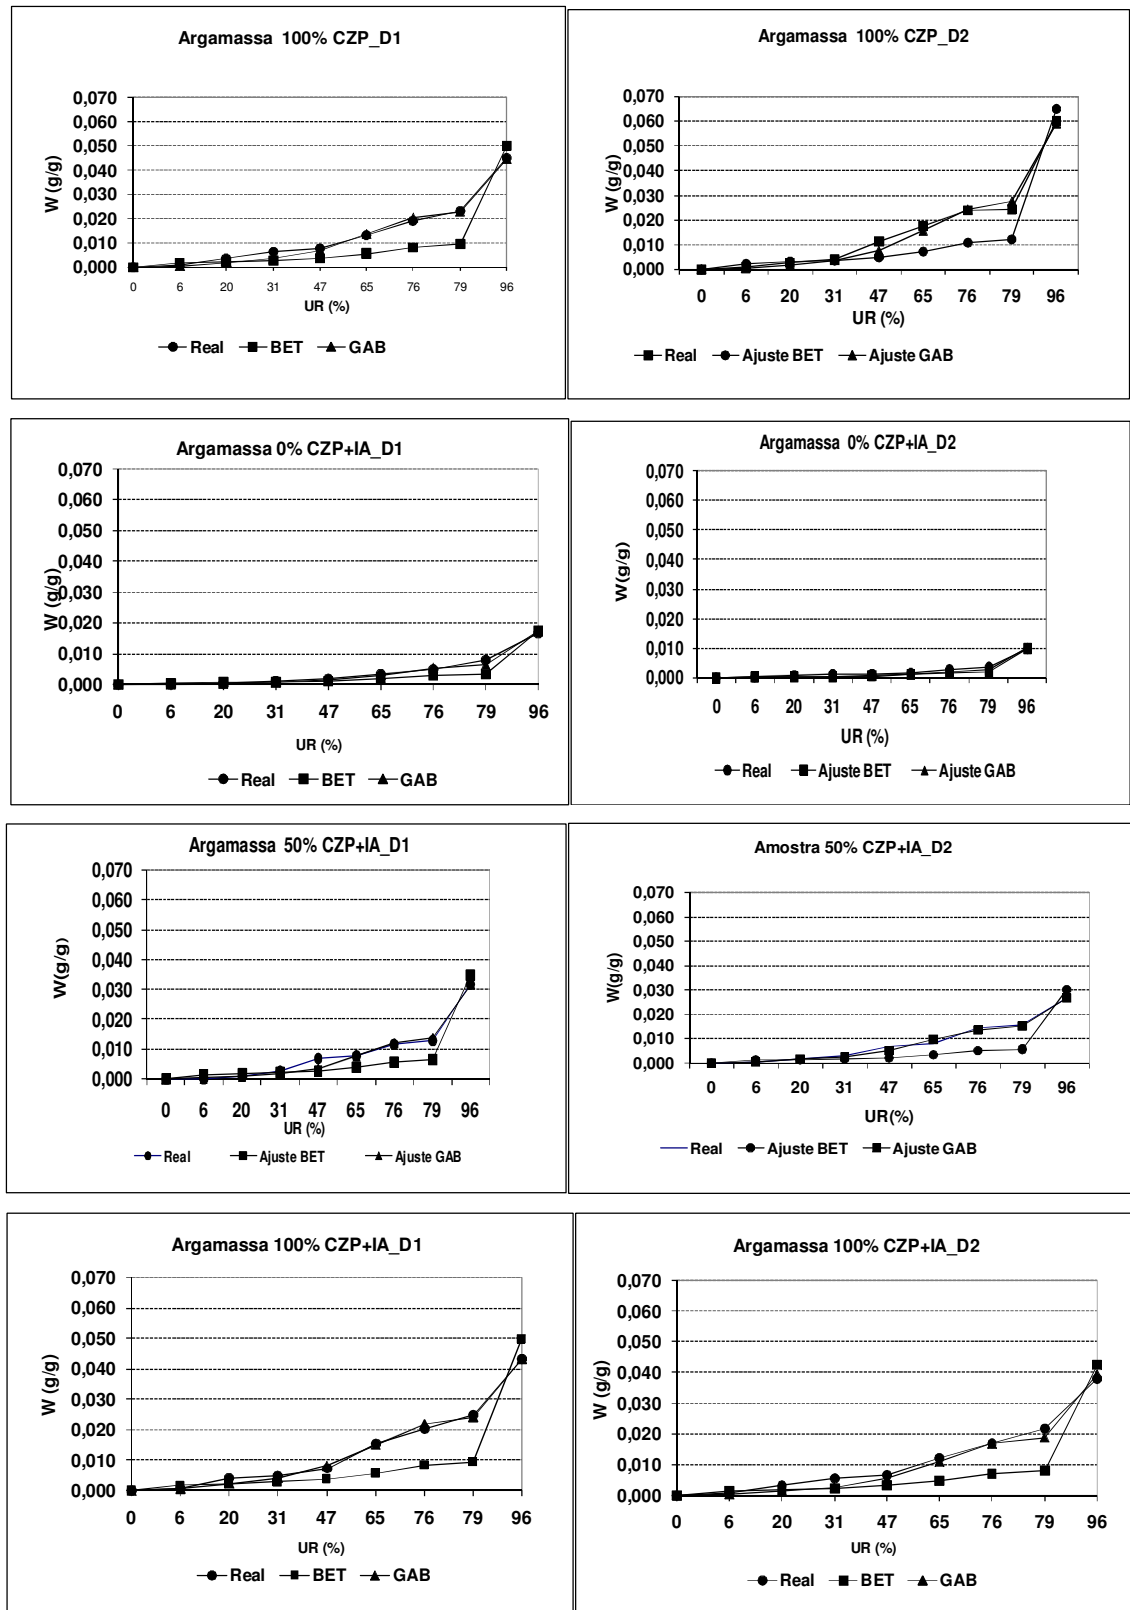 Argamassa 100% CZP_D1
0,070
0,060
0,050
0,040
0,030
0,020
0,010
0,000
W (g/g)
0 6 20 31 47 65 76 79 96
UR (%)
Real BET GAB
Argamassa 100% CZP_D2
0,070
0,060
0,050
0,040
0,030
0,020
0,010
0,000
W (g/g)
0 6 20 31 47 65 76 79 96
UR (%)
Real Ajuste BET Ajuste GAB
Argamassa 0% CZP+IA_D1
0,070
0,060
0,050
0,040
0,030
0,020
0,010
0,000
W (g/g)
0 6 20 31 47 65 76 79 96
UR (%)
Real BET GAB
Argamassa 0% CZP+IA_D2
0,070
0,060
0,050
0,040
0,030
0,020
0,010
0,000
W(g/g)
0 6 20 31 47 65 76 79 96
UR (%)
Real Ajuste BET Ajuste GAB
Argamassa 50% CZP+IA_D1
0,070
0,060
0,050
0,040
0,030
0,020
0,010
0,000
W(g/g)
0 6 20 31 47 65 76 79 96
UR (%)
Real Ajuste BET Ajuste GAB
Amostra 50% CZP+IA_D2
0,070
0,060
0,050
0,040
0,030
0,020
0,010
0,000
W(g/g)
0 6 20 31 47 65 76 79 96
UR(%)
Real Ajuste BET Ajuste GAB
Argamassa 100% CZP+IA_D1
0,070
0,060
0,050
0,040
0,030
0,020
0,010
0,000
W (g/g)
0 6 20 31 47 65 76 79 96
UR (%)
Real BET GAB
Argamassa 100% CZP+IA_D2
0,070
0,060
0,050
0,040
0,030
0,020
0,010
0,000
W (g/g)
0 6 20 31 47 65 76 79 96
UR (%)
Real BET GAB